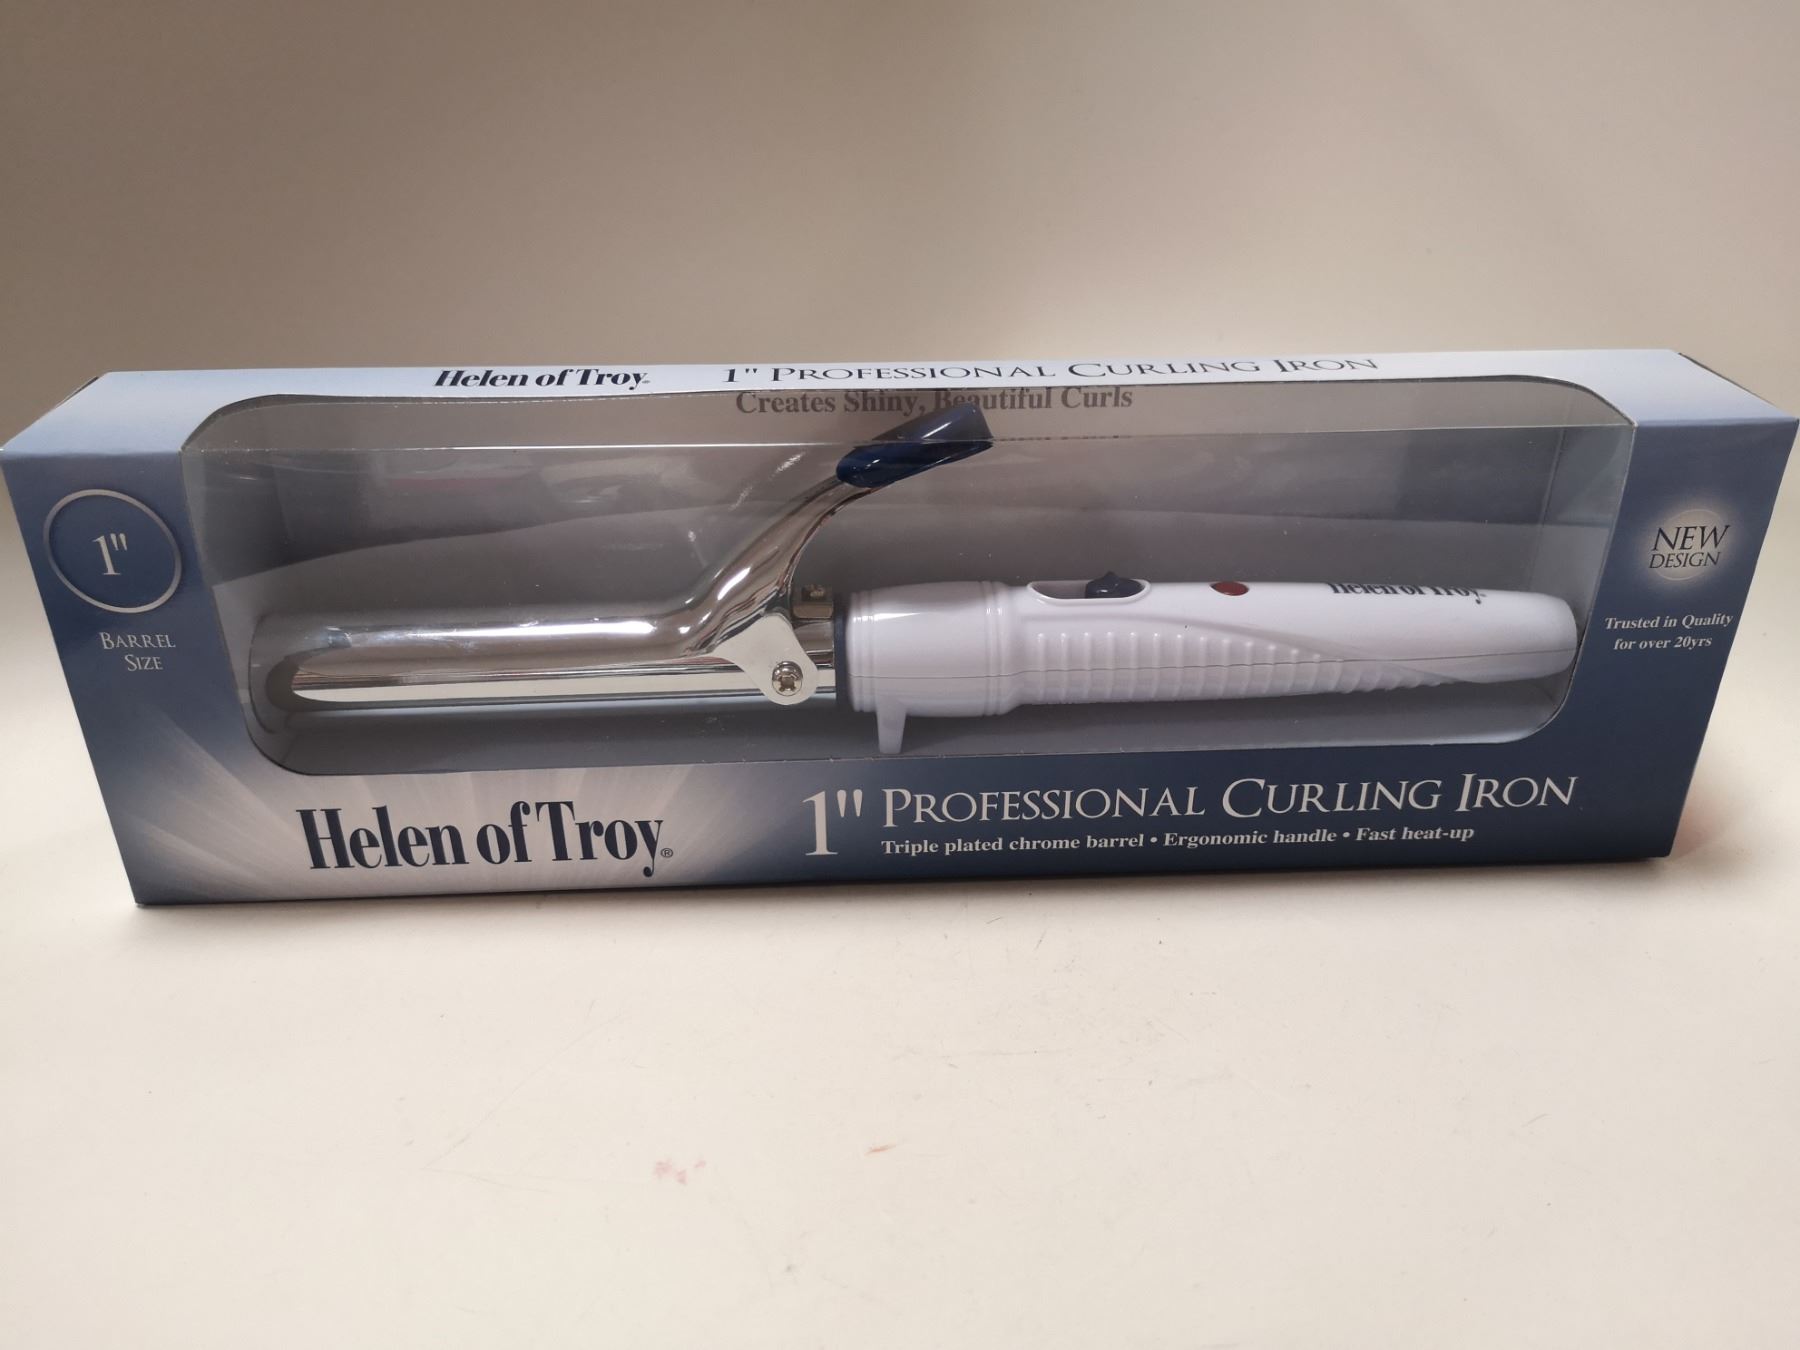 Helen of Troy®
1" PROFESSIONAL CURLING IRON
Creates Shiny, Beautiful Curls
1"
BARREL
SIZE
Helen of Troy
NEW
DESIGN
Trusted in Quality
for over 20yrs
Helen of Troy®
1" PROFESSIONAL CURLING IRON
Triple plated chrome barrel • Ergonomic handle • Fast heat-up